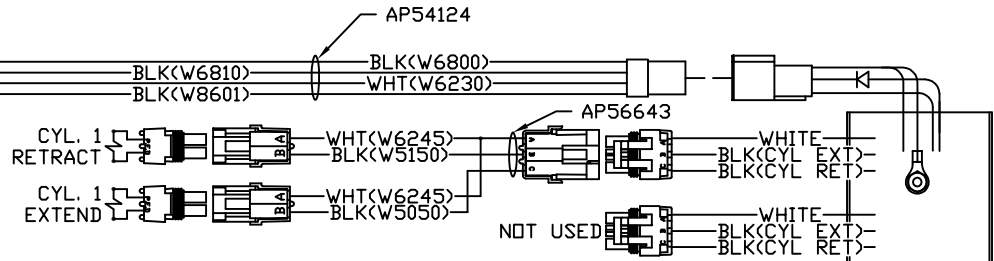 AP54124
BLK(W6800)
BLK(W6810)
WHT(W6230)
BLK(W8601)
AP56643
CYL. 1
RETRACT
A
B
WHT(W6245)
BLK(W5150)
A
B
C
A
B
C
WHITE
BLK(CYL EXT)
BLK(CYL RET)
CYL. 1
EXTEND
A
B
WHT(W6245)
BLK(W5050)
NOT USED
A
B
C
WHITE
BLK(CYL EXT)
BLK(CYL RET)